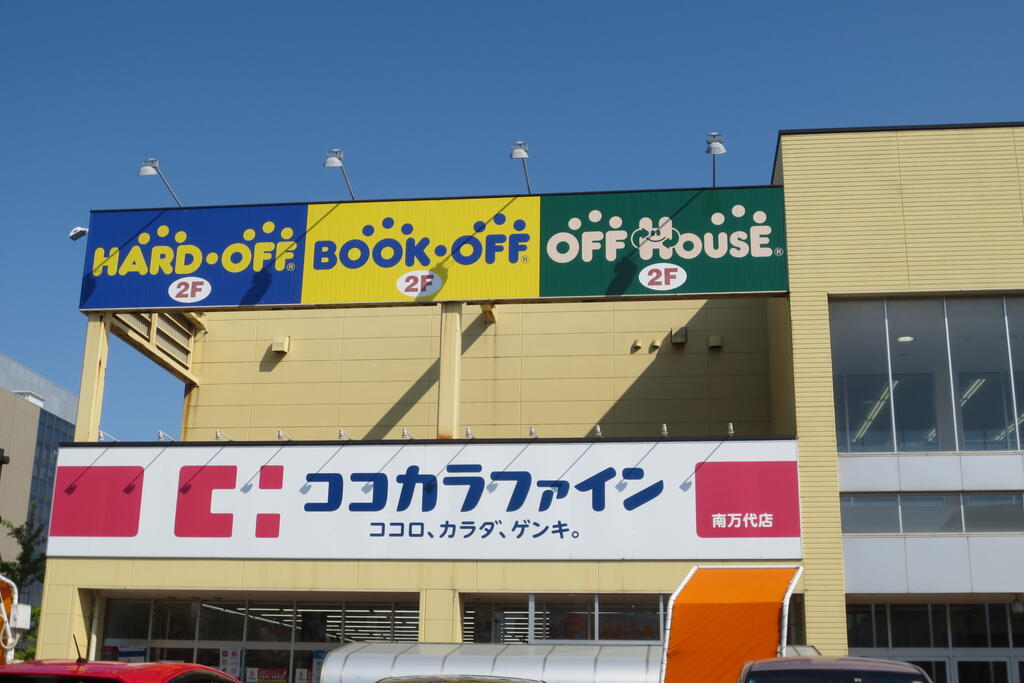 HARD・OFF®
2F
BOOK・OFF®
2F
OFF HOUSE®
2F
ココカラファイン
ココロ、カラダ、ゲンキ。
南万代店